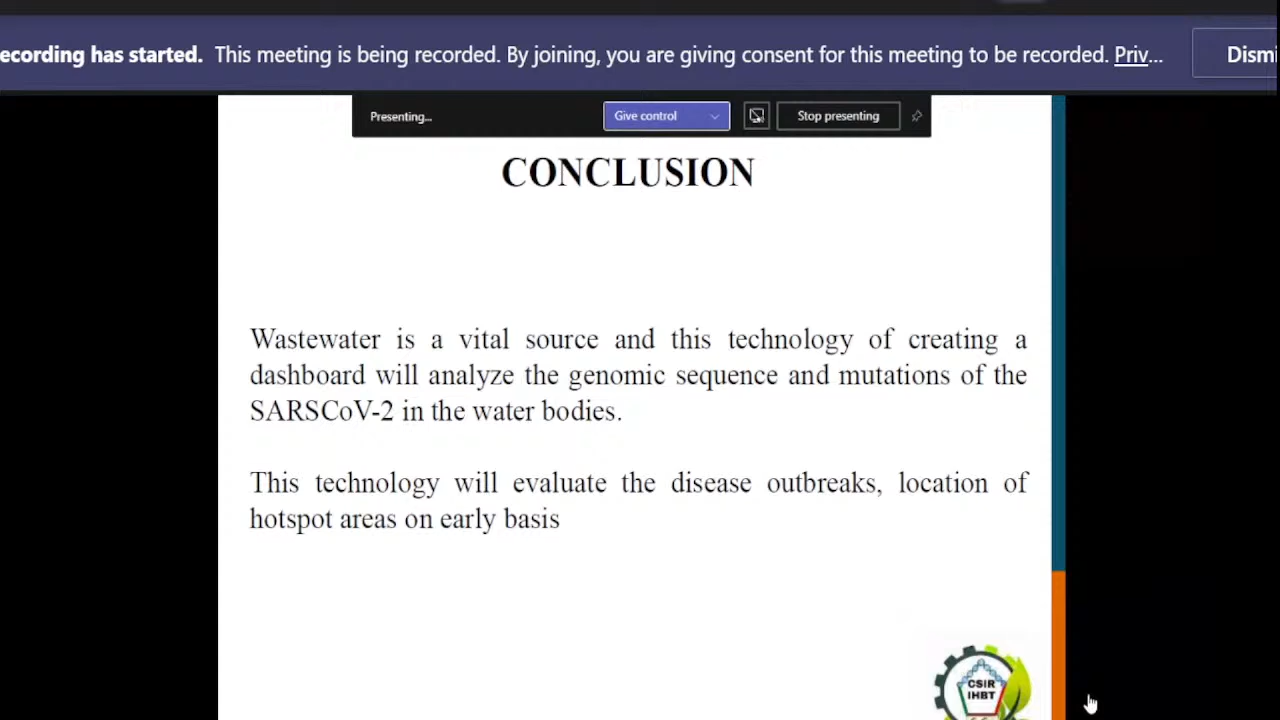 ecording has started. This meeting is being recorded. By joining, you are giving consent for this meeting to be recorded. Priv...
Dismi
Presenting...
Give control
Stop presenting
CONCLUSION
Wastewater is a vital source and this technology of creating a
dashboard will analyze the genomic sequence and mutations of the
SARSCoV-2 in the water bodies.
This technology will evaluate the disease outbreaks, location of
hotspot areas on early basis
CSIR
IHBT